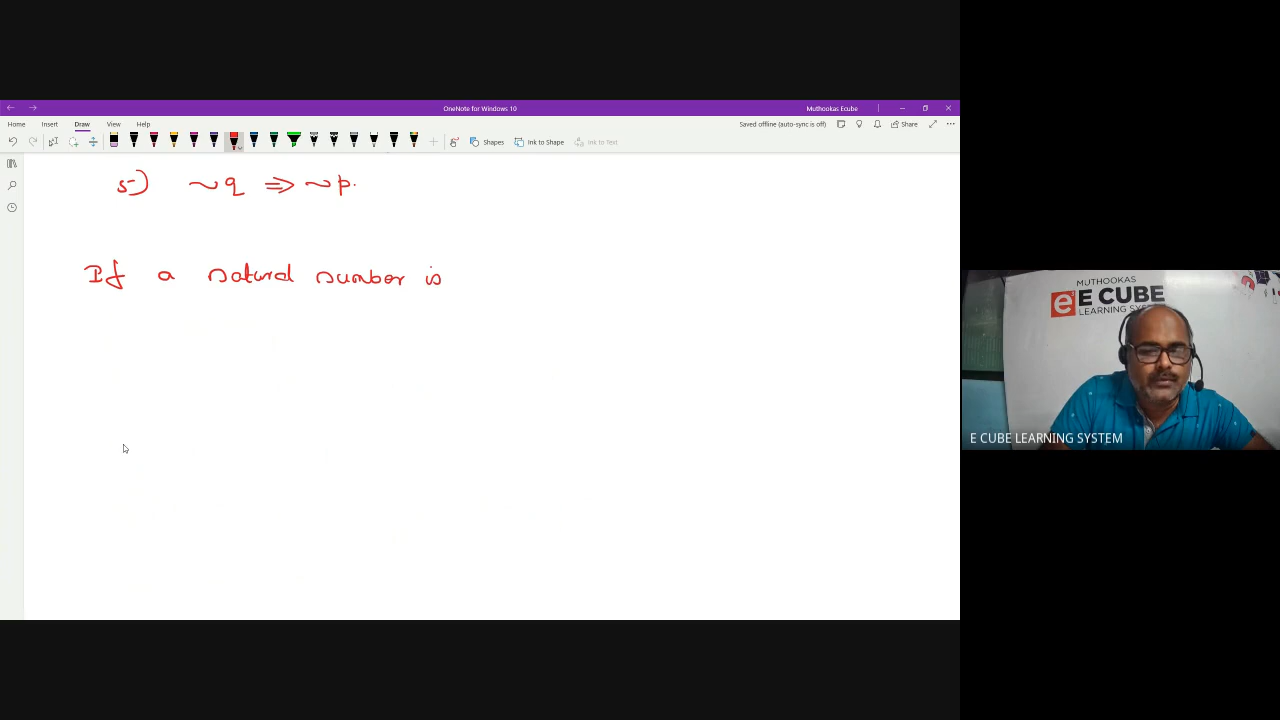 OneNote for Windows 10
Muthookas Ecube
Home Insert Draw View Help
Saved offline (auto-sync is off)
Share
Shapes
Ink to Shape
Ink to Text
5) ~q ⇒ ~p.
If a natural number is
MUTHOOKAS
e E CUBE
LEARNING SYSTEM
E CUBE LEARNING SYSTEM